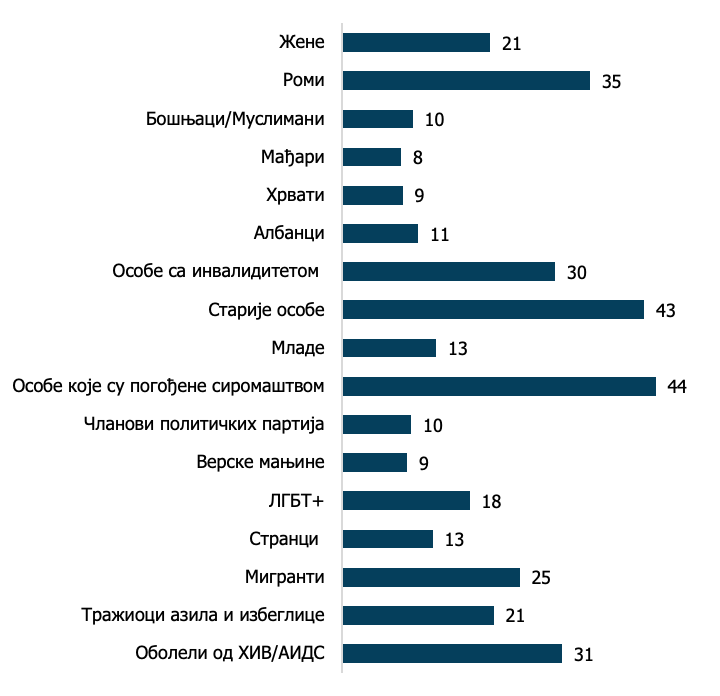 Жене 21
Роми 35
Бошњаци/Муслимани 10
Мађари 8
Хрвати 9
Албанци 11
Особе са инвалидитетом 30
Старије особе 43
Младе 13
Особе које су погођене сиромаштвом 44
Чланови политичких партија 10
Верске мањине 9
ЛГБТ+ 18
Странци 13
Мигранти 25
Тражиоци азила и избеглице 21
Оболели од ХИВ/АИДС 31